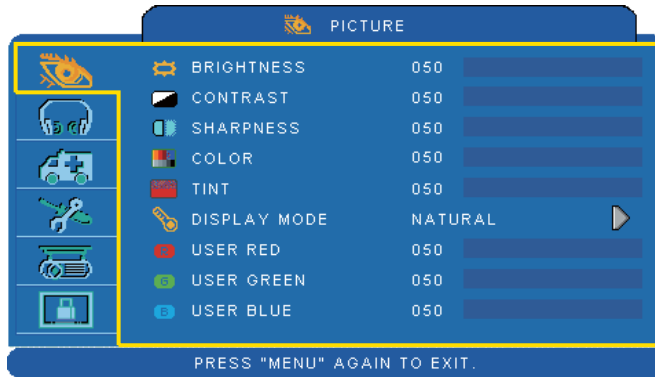 PICTURE
BRIGHTNESS 050
CONTRAST 050
SHARPNESS 050
COLOR 050
TINT 050
DISPLAY MODE NATURAL
R USER RED 050
G USER GREEN 050
B USER BLUE 050
PRESS "MENU" AGAIN TO EXIT.